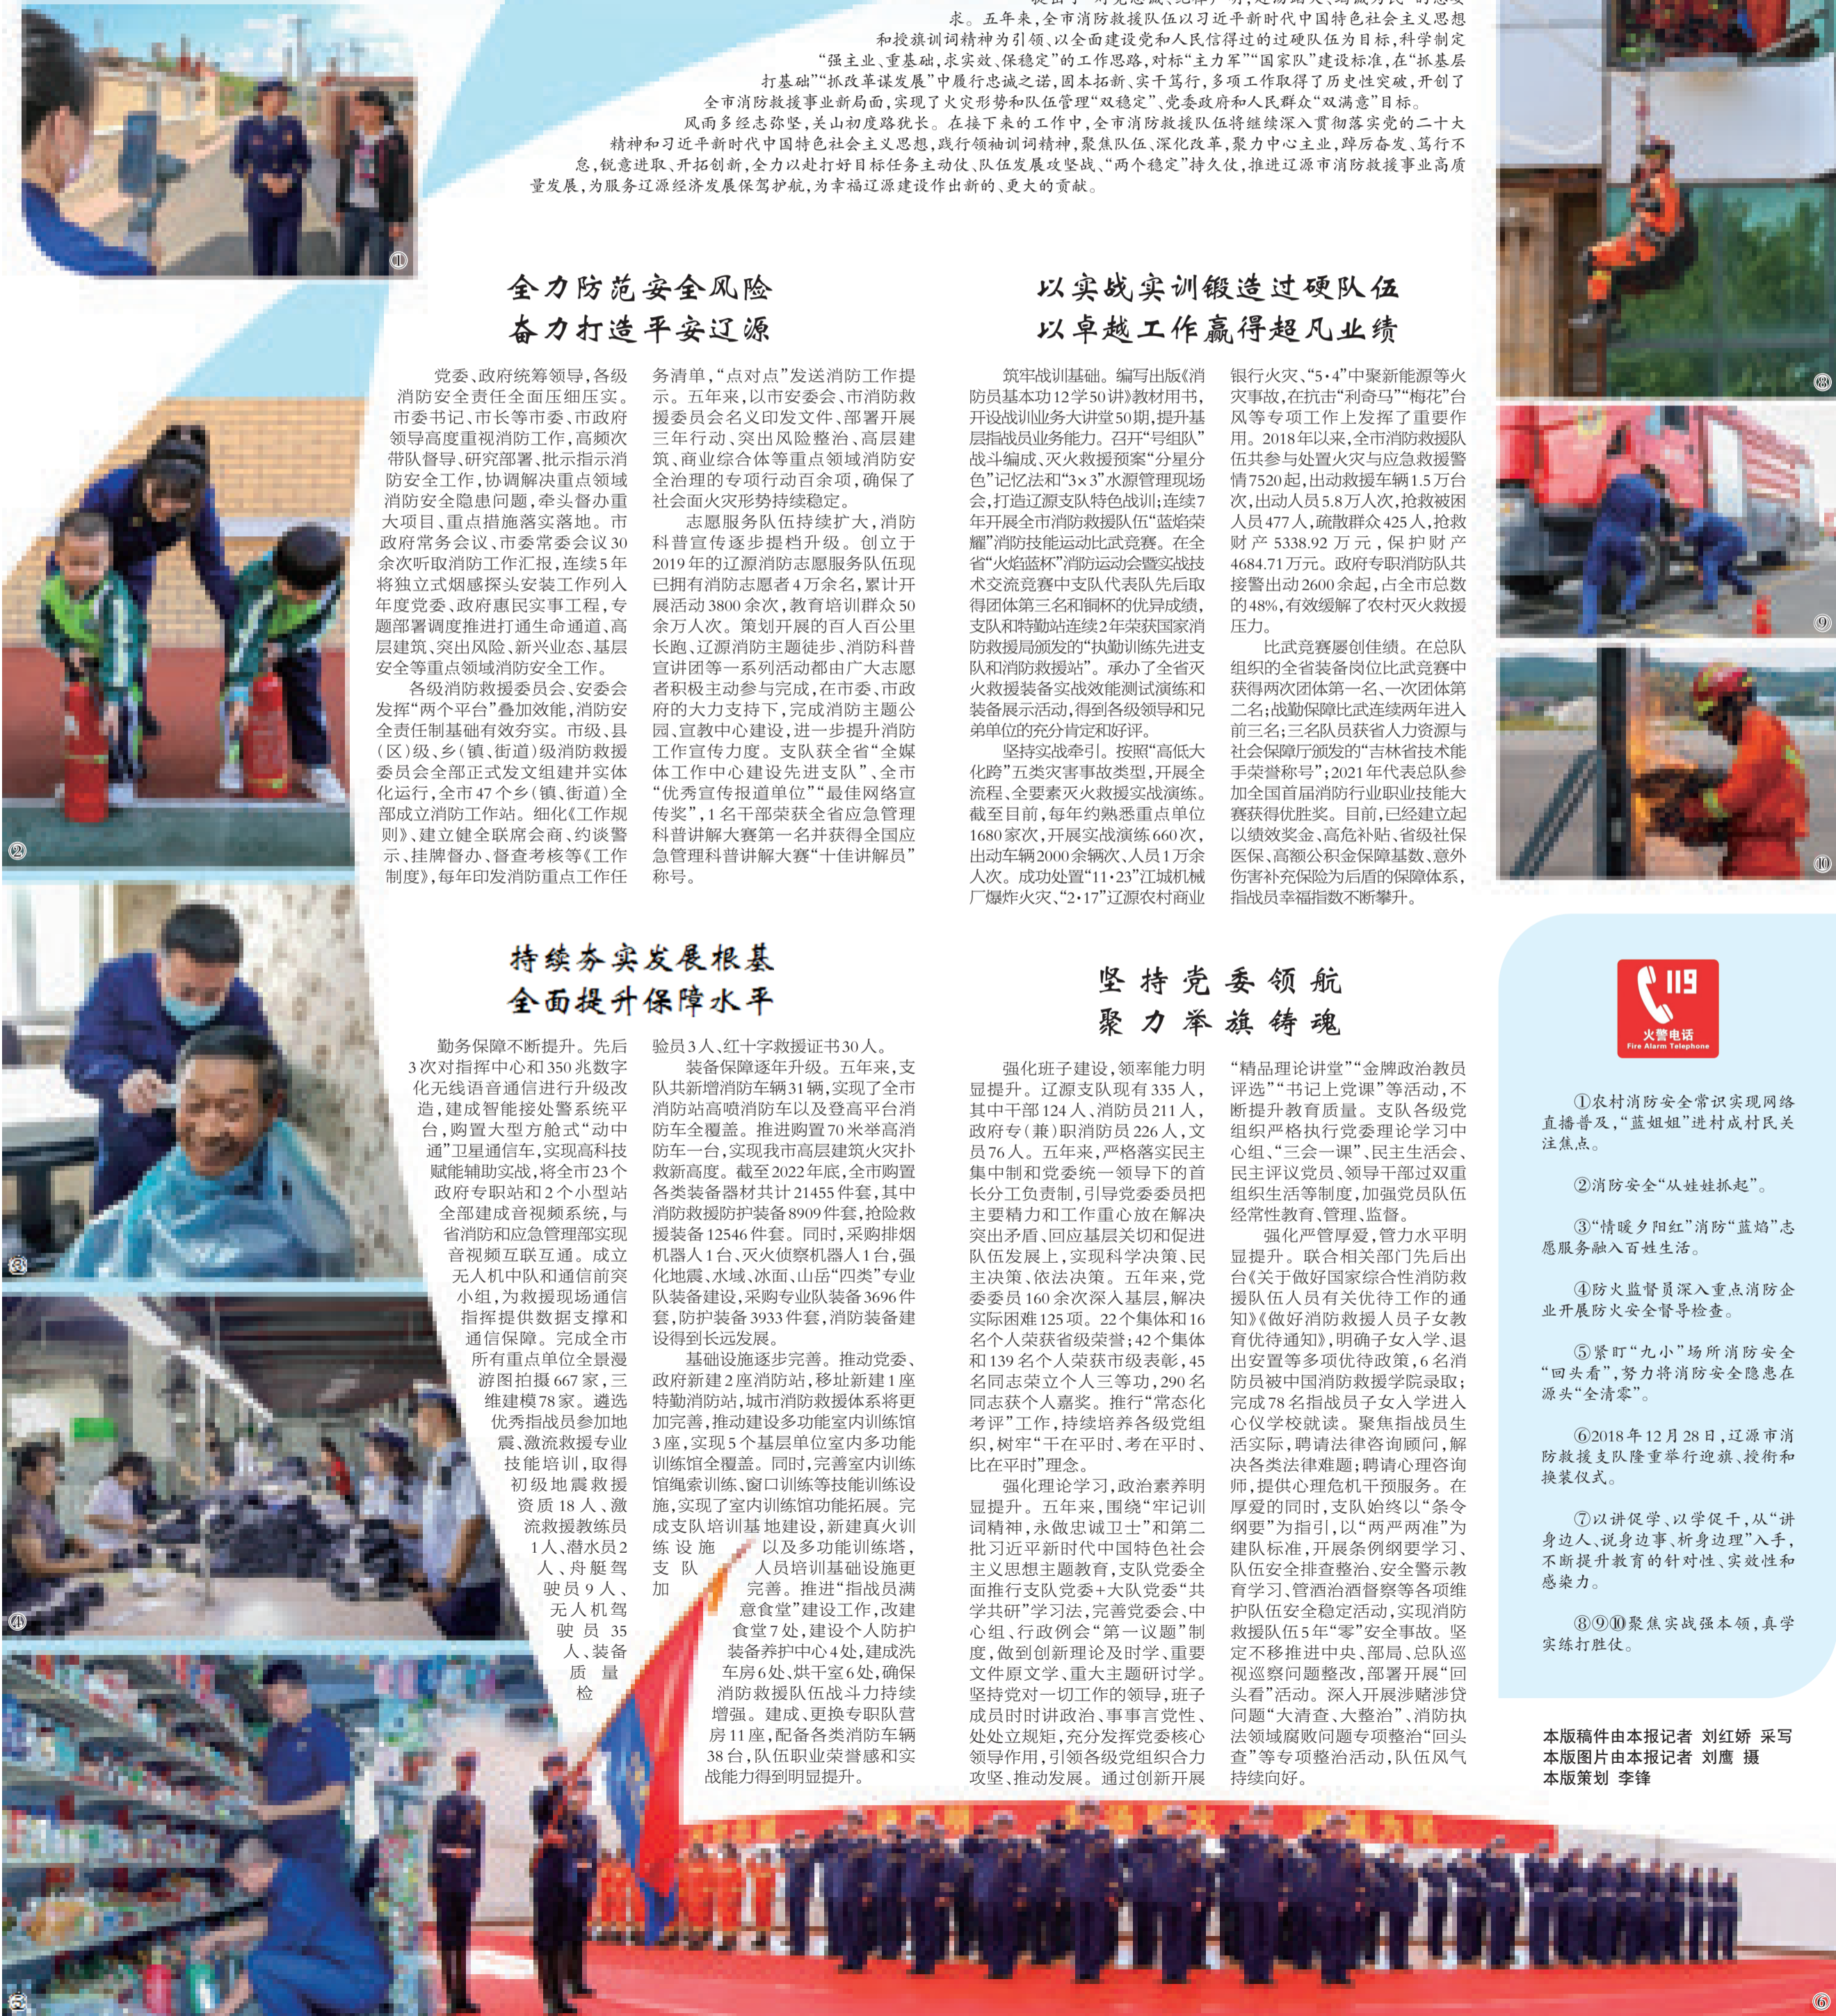 求。五年来,全市消防救援队伍以习近平新时代中国特色社会主义思想
和授旗训词精神为引领、以全面建设党和人民信得过的过硬队伍为目标,科学制定
“强主业、重基础,求实效、保稳定”的工作思路,对标“主力军”“国家队”建设标准,在“抓基层
打基础”“抓改革谋发展”中履行忠诚之诺,固本拓新、实干笃行,多项工作取得了历史性突破,开创了
全市消防救援事业新局面,实现了火灾形势和队伍管理“双稳定”、党委政府和人民群众“双满意”目标。
风雨多经志弥坚,关山初度路犹长。在接下来的工作中,全市消防救援队伍将继续深入贯彻落实党的二十大
精神和习近平新时代中国特色社会主义思想,践行领袖训词精神,聚焦队伍、深化改革,聚力中心主业,踔厉奋发、笃行不
怠,锐意进取、开拓创新,全力以赴打好目标任务主动仗、队伍发展攻坚战、“两个稳定”持久仗,推进辽源市消防救援事业高质
量发展,为服务辽源经济发展保驾护航,为幸福辽源建设作出新的、更大的贡献。
全力防范安全风险
奋力打造平安辽源
党委、政府统筹领导,各级
消防安全责任全面压细压实。
市委书记、市长等市委、市政府
领导高度重视消防工作,高频次
带队督导、研究部署、批示指示消
防安全工作,协调解决重点领域
消防安全隐患问题,牵头督办重
大项目、重点措施落实落地。市
政府常务会议、市委常委会议30
余次听取消防工作汇报,连续5年
将独立式烟感探头安装工作列入
年度党委、政府惠民实事工程,专
题部署调度推进打通生命通道、高
层建筑、突出风险、新兴业态、基层
安全等重点领域消防安全工作。
各级消防救援委员会、安委会
发挥“两个平台”叠加效能,消防安
全责任制基础有效夯实。市级、县
(区)级、乡(镇、街道)级消防救援
委员会全部正式发文组建并实体
化运行,全市47个乡(镇、街道)全
部成立消防工作站。细化《工作规
则》、建立健全联席会商、约谈警
示、挂牌督办、督查考核等《工作
制度》,每年印发消防重点工作任
务清单,“点对点”发送消防工作提
示。五年来,以市安委会、市消防救
援委员会名义印发文件、部署开展
三年行动、突出风险整治、高层建
筑、商业综合体等重点领域消防安
全治理的专项行动百余项,确保了
社会面火灾形势持续稳定。
志愿服务队伍持续扩大,消防
科普宣传逐步提档升级。创立于
2019年的辽源消防志愿服务队伍现
已拥有消防志愿者4万余名,累计开
展活动3800余次,教育培训群众50
余万人次。策划开展的百人百公里
长跑、辽源消防主题徒步、消防科普
宣讲团等一系列活动都由广大志愿
者积极主动参与完成,在市委、市政
府的大力支持下,完成消防主题公
园、宣教中心建设,进一步提升消防
工作宣传力度。支队获全省“全媒
体工作中心建设先进支队”、全市
“优秀宣传报道单位”“最佳网络宣
传奖”,1名干部荣获全省应急管理
科普讲解大赛第一名并获得全国应
急管理科普讲解大赛“十佳讲解员”
称号。
以实战实训锻造过硬队伍
以卓越工作赢得超凡业绩
筑牢战训基础。编写出版《消
防员基本功12学50讲》教材用书,
开设战训业务大讲堂50期,提升基
层指战员业务能力。召开“号组队”
战斗编成、灭火救援预案“分星分
色”记忆法和“3×3”水源管理现场
会,打造辽源支队特色战训;连续7
年开展全市消防救援队伍“蓝焰荣
耀”消防技能运动比武竞赛。在全
省“火焰蓝杯”消防运动会暨实战技
术交流竞赛中支队代表队先后取
得团体第三名和铜杯的优异成绩,
支队和特勤站连续2年荣获国家消
防救援局颁发的“执勤训练先进支
队和消防救援站”。承办了全省灭
火救援装备实战效能测试演练和
装备展示活动,得到各级领导和兄
弟单位的充分肯定和好评。
坚持实战牵引。按照“高低大
化跨”五类灾害事故类型,开展全
流程、全要素灭火救援实战演练。
截至目前,每年约熟悉重点单位
1680家次,开展实战演练660次,
出动车辆2000余辆次、人员1万余
人次。成功处置“11·23”江城机械
厂爆炸火灾、“2·17”辽源农村商业
银行火灾、“5·4”中聚新能源等火
灾事故,在抗击“利奇马”“梅花”台
风等专项工作上发挥了重要作
用。2018年以来,全市消防救援队
伍共参与处置火灾与应急救援警
情7520起,出动救援车辆1.5万台
次,出动人员5.8万人次,抢救被困
人员477人,疏散群众425人,抢救
财产5338.92万元,保护财产
4684.71万元。政府专职消防队共
接警出动2600余起,占全市总数
的48%,有效缓解了农村灭火救援
压力。
比武竞赛屡创佳绩。在总队
组织的全省装备岗位比武竞赛中
获得两次团体第一名、一次团体第
二名;战勤保障比武连续两年进入
前三名;三名队员获省人力资源与
社会保障厅颁发的“吉林省技术能
手荣誉称号”;2021年代表总队参
加全国首届消防行业职业技能大
赛获得优胜奖。目前,已经建立起
以绩效奖金、高危补贴、省级社保
医保、高额公积金保障基数、意外
伤害补充保险为后盾的保障体系,
指战员幸福指数不断攀升。
持续夯实发展根基
全面提升保障水平
勤务保障不断提升。先后
3次对指挥中心和350兆数字
化无线语音通信进行升级改
造,建成智能接处警系统平
台,购置大型方舱式“动中
通”卫星通信车,实现高科技
赋能辅助实战,将全市23个
政府专职站和2个小型站
全部建成音视频系统,与
省消防和应急管理部实现
音视频互联互通。成立
无人机中队和通信前突
小组,为救援现场通信
指挥提供数据支撑和
通信保障。完成全市
所有重点单位全景漫
游图拍摄667家,三
维建模78家。遴选
优秀指战员参加地
震、激流救援专业
技能培训,取得
初级地震救援
资质18人、激
流救援教练员
1人、潜水员2
人、舟艇驾
驶员9人、
无人机驾
驶员35
人、装备
质量
检
验员3人、红十字救援证书30人。
装备保障逐年升级。五年来,支
队共新增消防车辆31辆,实现了全市
消防站高喷消防车以及登高平台消
防车全覆盖。推进购置70米举高消
防车一台,实现我市高层建筑火灾扑
救新高度。截至2022年底,全市购置
各类装备器材共计21455件套,其中
消防救援防护装备8909件套,抢险救
援装备12546件套。同时,采购排烟
机器人1台、灭火侦察机器人1台,强
化地震、水域、冰面、山岳“四类”专业
队装备建设,采购专业队装备3696件
套,防护装备3933件套,消防装备建
设得到长远发展。
基础设施逐步完善。推动党委、
政府新建2座消防站,移址新建1座
特勤消防站,城市消防救援体系将更
加完善,推动建设多功能室内训练馆
3座,实现5个基层单位室内多功能
训练馆全覆盖。同时,完善室内训练
馆绳索训练、窗口训练等技能训练设
施,实现了室内训练馆功能拓展。完
成支队培训基地建设,新建真火训
练设施以及多功能训练塔,
支队人员培训基础设施更
加完善。推进“指战员满
意食堂”建设工作,改建
食堂7处,建设个人防护
装备养护中心4处,建成洗
车房6处、烘干室6处,确保
消防救援队伍战斗力持续
增强。建成、更换专职队营
房11座,配备各类消防车辆
38台,队伍职业荣誉感和实
战能力得到明显提升。
坚持党委领航
聚力举旗铸魂
强化班子建设,领率能力明
显提升。辽源支队现有335人,
其中干部124人、消防员211人,
政府专(兼)职消防员226人,文
员76人。五年来,严格落实民主
集中制和党委统一领导下的首
长分工负责制,引导党委委员把
主要精力和工作重心放在解决
突出矛盾、回应基层关切和促进
队伍发展上,实现科学决策、民
主决策、依法决策。五年来,党
委委员160余次深入基层,解决
实际困难125项。22个集体和16
名个人荣获省级荣誉;42个集体
和139名个人荣获市级表彰,45
名同志荣立个人三等功,290名
同志获个人嘉奖。推行“常态化
考评”工作,持续培养各级党组
织,树牢“干在平时、考在平时、
比在平时”理念。
强化理论学习,政治素养明
显提升。五年来,围绕“牢记训
词精神,永做忠诚卫士”和第二
批习近平新时代中国特色社会
主义思想主题教育,支队党委全
面推行支队党委+大队党委“共
学共研”学习法,完善党委会、中
心组、行政例会“第一议题”制
度,做到创新理论及时学、重要
文件原文学、重大主题研讨学。
坚持党对一切工作的领导,班子
成员时时讲政治、事事言党性、
处处立规矩,充分发挥党委核心
领导作用,引领各级党组织合力
攻坚、推动发展。通过创新开展
“精品理论讲堂”“金牌政治教员
评选”“书记上党课”等活动,不
断提升教育质量。支队各级党
组织严格执行党委理论学习中
心组、“三会一课”、民主生活会、
民主评议党员、领导干部过双重
组织生活等制度,加强党员队伍
经常性教育、管理、监督。
强化严管厚爱,管力水平明
显提升。联合相关部门先后出
台《关于做好国家综合性消防救
援队伍人员有关优待工作的通
知》《做好消防救援人员子女教
育优待通知》,明确子女入学、退
出安置等多项优待政策,6名消
防员被中国消防救援学院录取;
完成78名指战员子女入学进入
心仪学校就读。聚焦指战员生
活实际,聘请法律咨询顾问,解
决各类法律难题;聘请心理咨询
师,提供心理危机干预服务。在
厚爱的同时,支队始终以“条令
纲要”为指引,以“两严两准”为
建队标准,开展条例纲要学习、
队伍安全排查整治、安全警示教
育学习、管酒治酒督察等各项维
护队伍安全稳定活动,实现消防
救援队伍5年“零”安全事故。坚
定不移推进中央、部局、总队巡
视巡察问题整改,部署开展“回
头看”活动。深入开展涉赌涉贷
问题“大清查、大整治”、消防执
法领域腐败问题专项整治“回头
查”等专项整治活动,队伍风气
持续向好。
119
火警电话
Fire Alarm Telephone
①农村消防安全常识实现网络
直播普及,“蓝姐姐”进村成村民关
注焦点。
②消防安全“从娃娃抓起”。
③“情暖夕阳红”消防“蓝焰”志
愿服务融入百姓生活。
④防火监督员深入重点消防企
业开展防火安全督导检查。
⑤紧盯“九小”场所消防安全
“回头看”,努力将消防安全隐患在
源头“全清零”。
⑥2018年12月28日,辽源市消
防救援支队隆重举行迎旗、授衔和
换装仪式。
⑦以讲促学、以学促干,从“讲
身边人、说身边事、析身边理”入手,
不断提升教育的针对性、实效性和
感染力。
⑧⑨⑩聚焦实战强本领,真学
实练打胜仗。
本版稿件由本报记者 刘红娇 采写
本版图片由本报记者 刘鹰 摄
本版策划 李锋
①
②
③
④
⑤
⑥
⑧
⑨
⑩